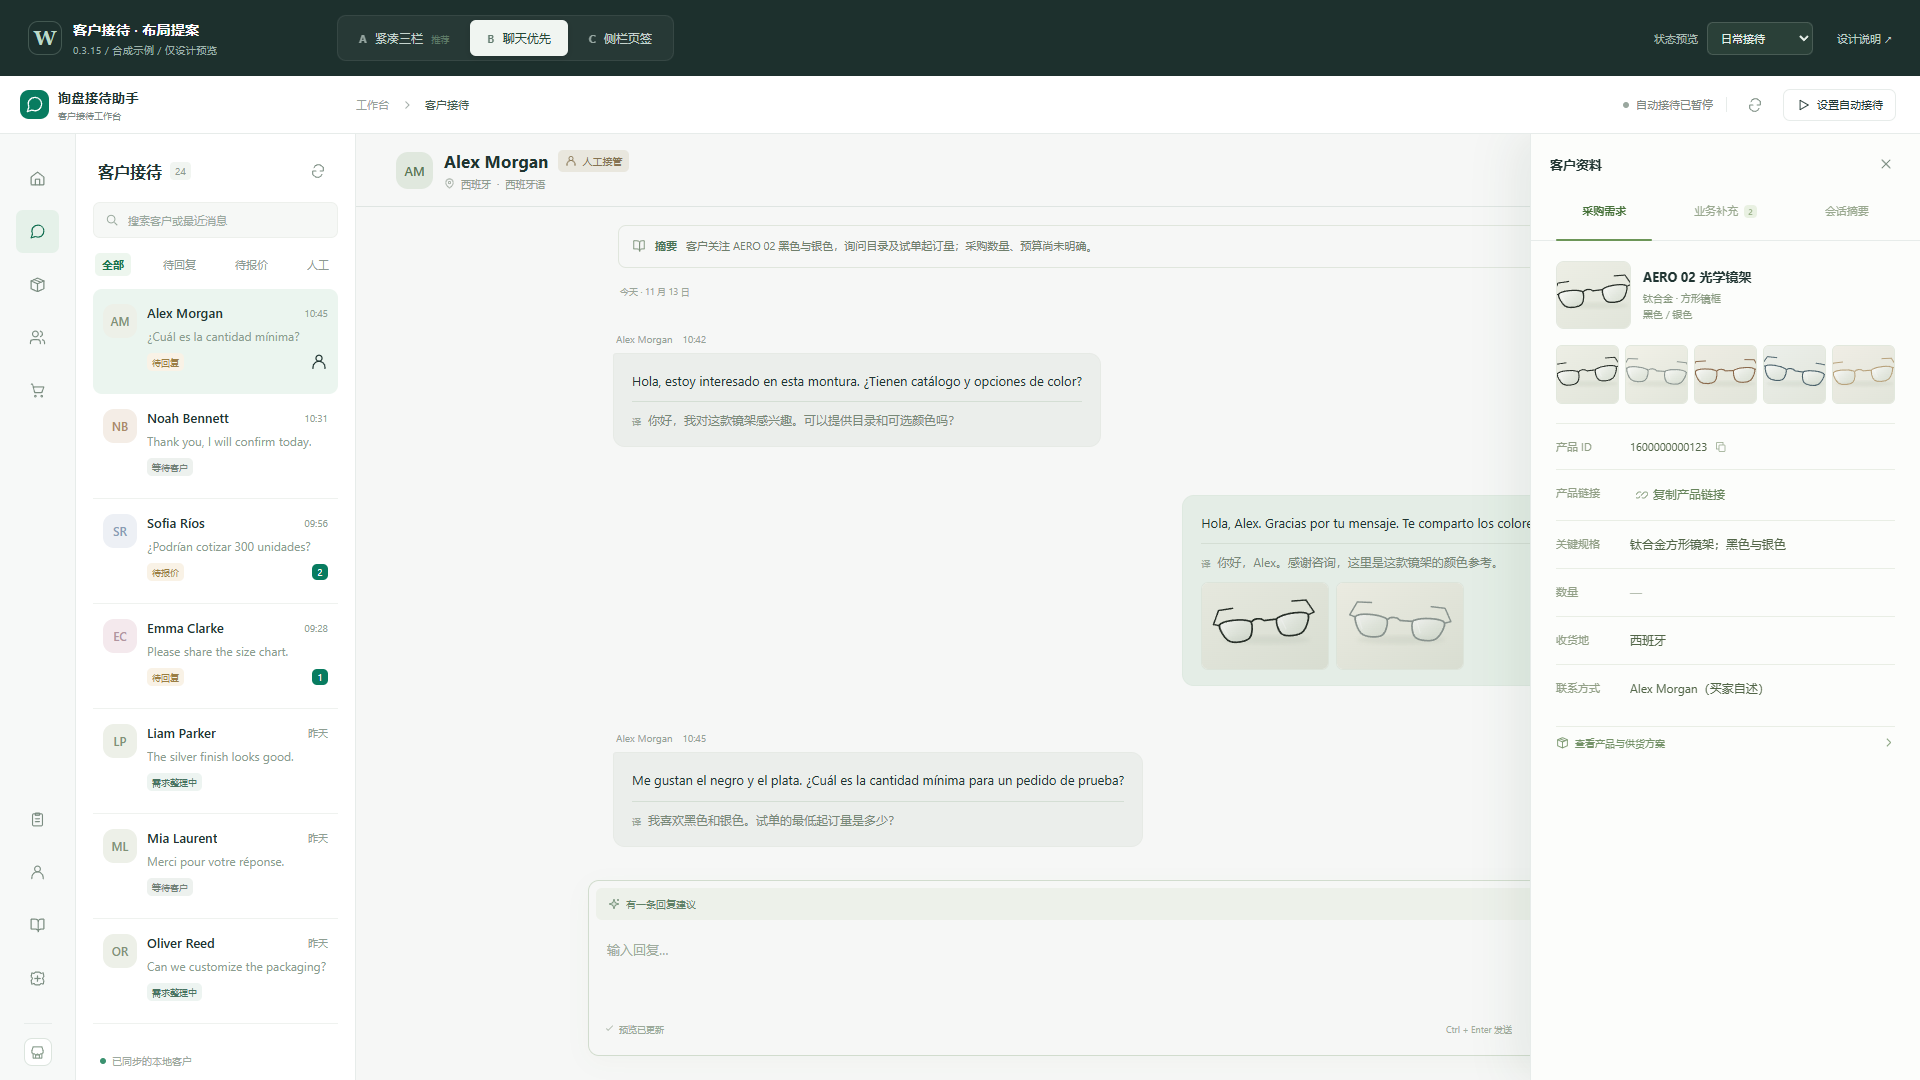 W
客户接待 · 布局提案
0.3.15 / 合成示例 / 仅设计预览
A 紧凑三栏 推荐
B 聊天优先
C 侧栏页签
状态预览
日常接待
设计说明 ↗
询盘接待助手
客户接待工作台
工作台 > 客户接待
自动接待已暂停
设置自动接待
客户接待 24
搜索客户或最近消息
全部 待回复 待报价 人工
AM Alex Morgan 10:45
¿Cuál es la cantidad mínima?
待回复
NB Noah Bennett 10:31
Thank you, I will confirm today.
等待客户
SR Sofia Ríos 09:56
¿Podrían cotizar 300 unidades?
待报价 2
EC Emma Clarke 09:28
Please share the size chart.
待回复 1
LP Liam Parker 昨天
The silver finish looks good.
需求整理中
ML Mia Laurent 昨天
Merci pour votre réponse.
等待客户
OR Oliver Reed 昨天
Can we customize the packaging?
需求整理中
已同步的本地客户
AM Alex Morgan 人工接管
西班牙 · 西班牙语
摘要 客户关注 AERO 02 黑色与银色，询问目录及试单起订量；采购数量、预算尚未明确。
今天 · 11 月 13 日
Alex Morgan 10:42
Hola, estoy interesado en esta montura. ¿Tienen catálogo y opciones de color?
译 你好，我对这款镜架感兴趣。可以提供目录和可选颜色吗？
Hola, Alex. Gracias por tu mensaje. Te comparto los colore
译 你好，Alex。感谢咨询，这里是这款镜架的颜色参考。
Alex Morgan 10:45
Me gustan el negro y el plata. ¿Cuál es la cantidad mínima para un pedido de prueba?
译 我喜欢黑色和银色。试单的最低起订量是多少？
有一条回复建议
输入回复...
预览已更新
Ctrl + Enter 发送
客户资料
采购需求 业务补充 2 会话摘要
AERO 02 光学镜架
钛合金 · 方形镜框
黑色 / 银色
产品 ID 1600000000123
产品链接 复制产品链接
关键规格 钛合金方形镜架；黑色与银色
数量 —
收货地 西班牙
联系方式 Alex Morgan（买家自述）
查看产品与供货方案